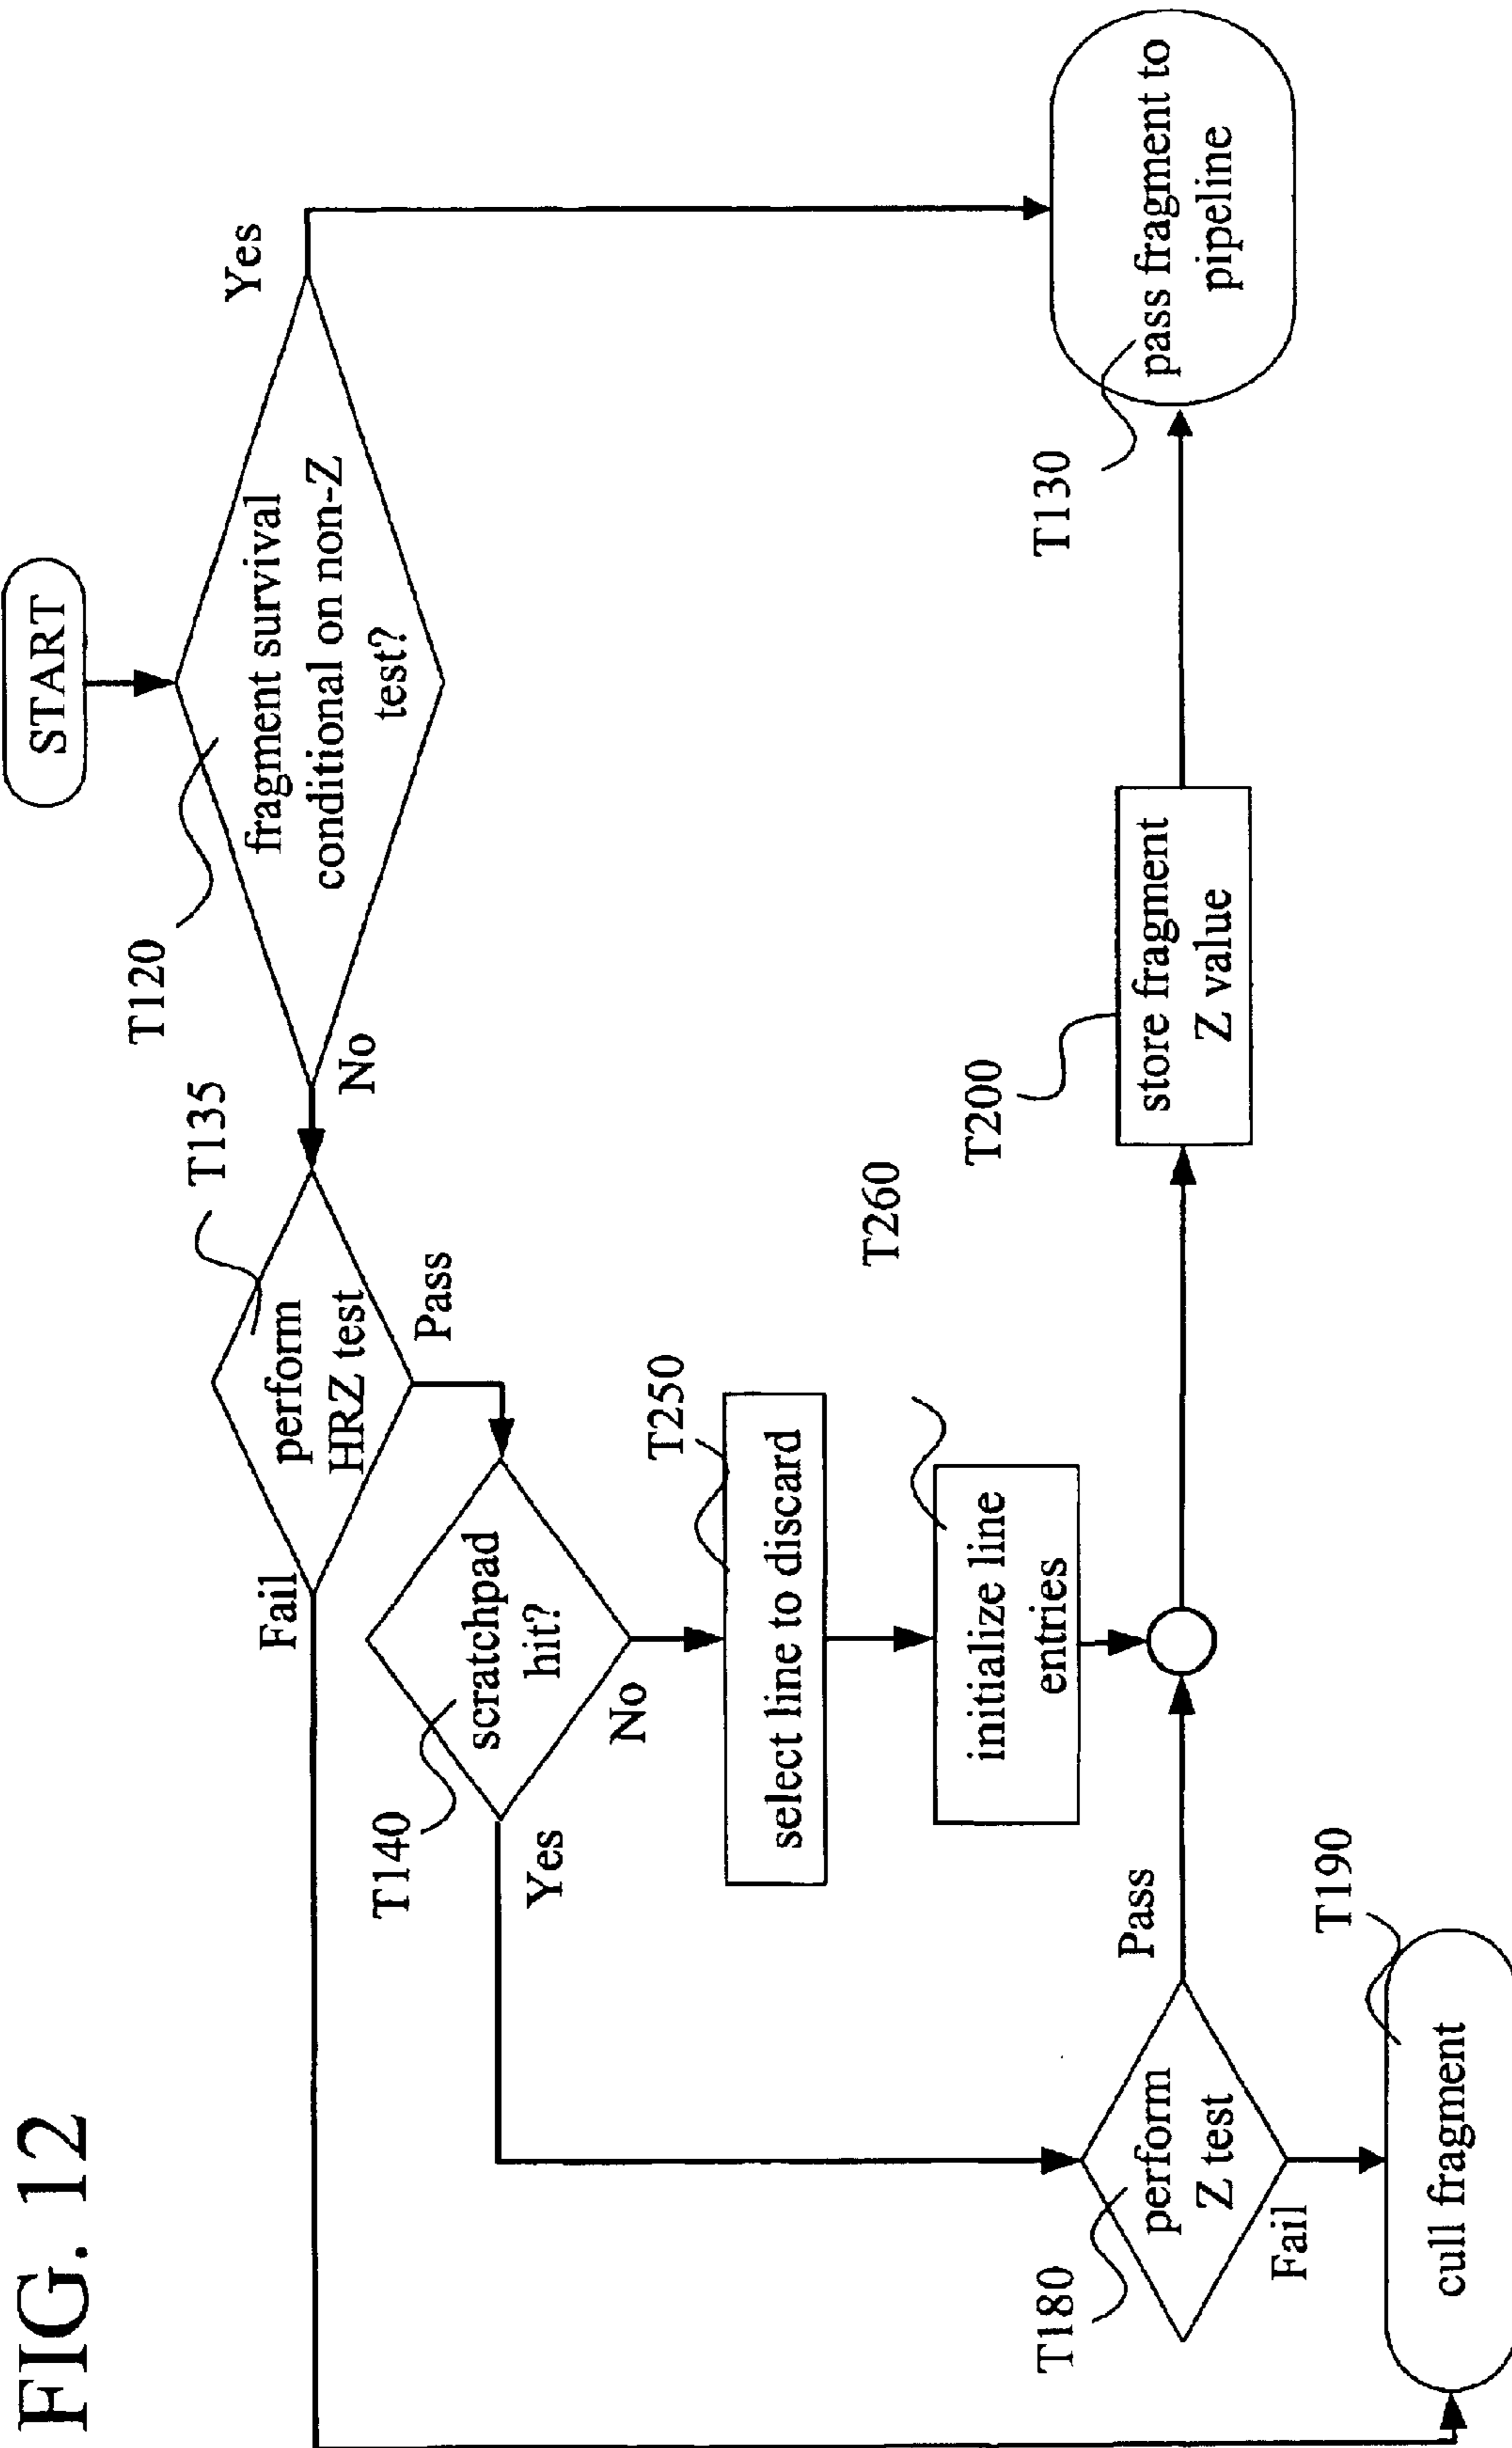 FIG. 12
START
T120
fragment survival
conditional on non-Z
test?
Yes
No
T135
perform
HRZ test
Fail
Pass
T140
scratchpad
hit?
Yes
No
T250
select line to discard
T260
initialize line
entries
T180
perform
Z test
Pass
Fail
T190
cull fragment
T200
store fragment
Z value
T130
pass fragment to
pipeline